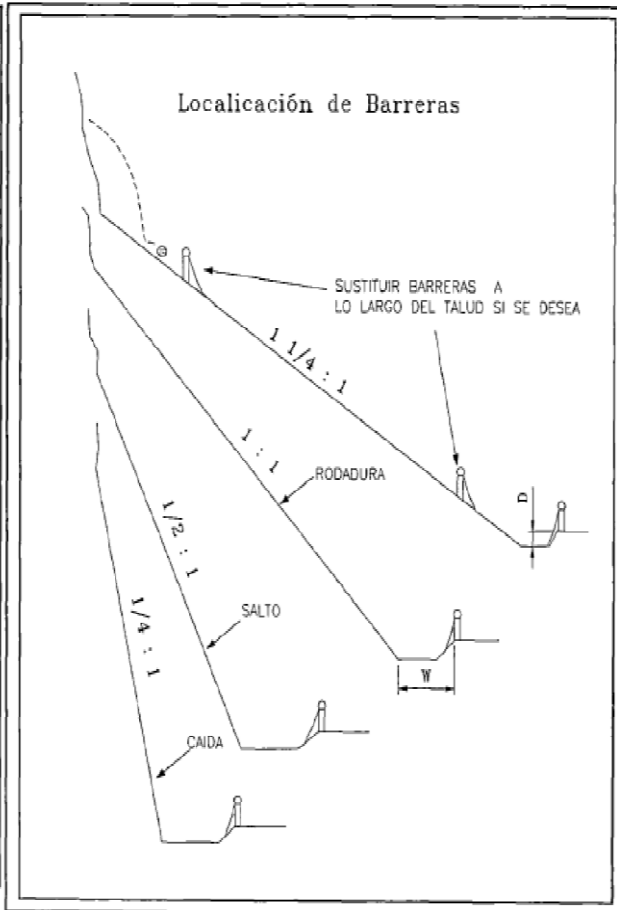 Localicación de Barreras
SUSTITUIR BARRERAS A
LO LARGO DEL TALUD SI SE DESEA
1 1/4 : 1
1 : 1
RODADURA
D
1/2 : 1
SALTO
W
1/4 : 1
CAIDA